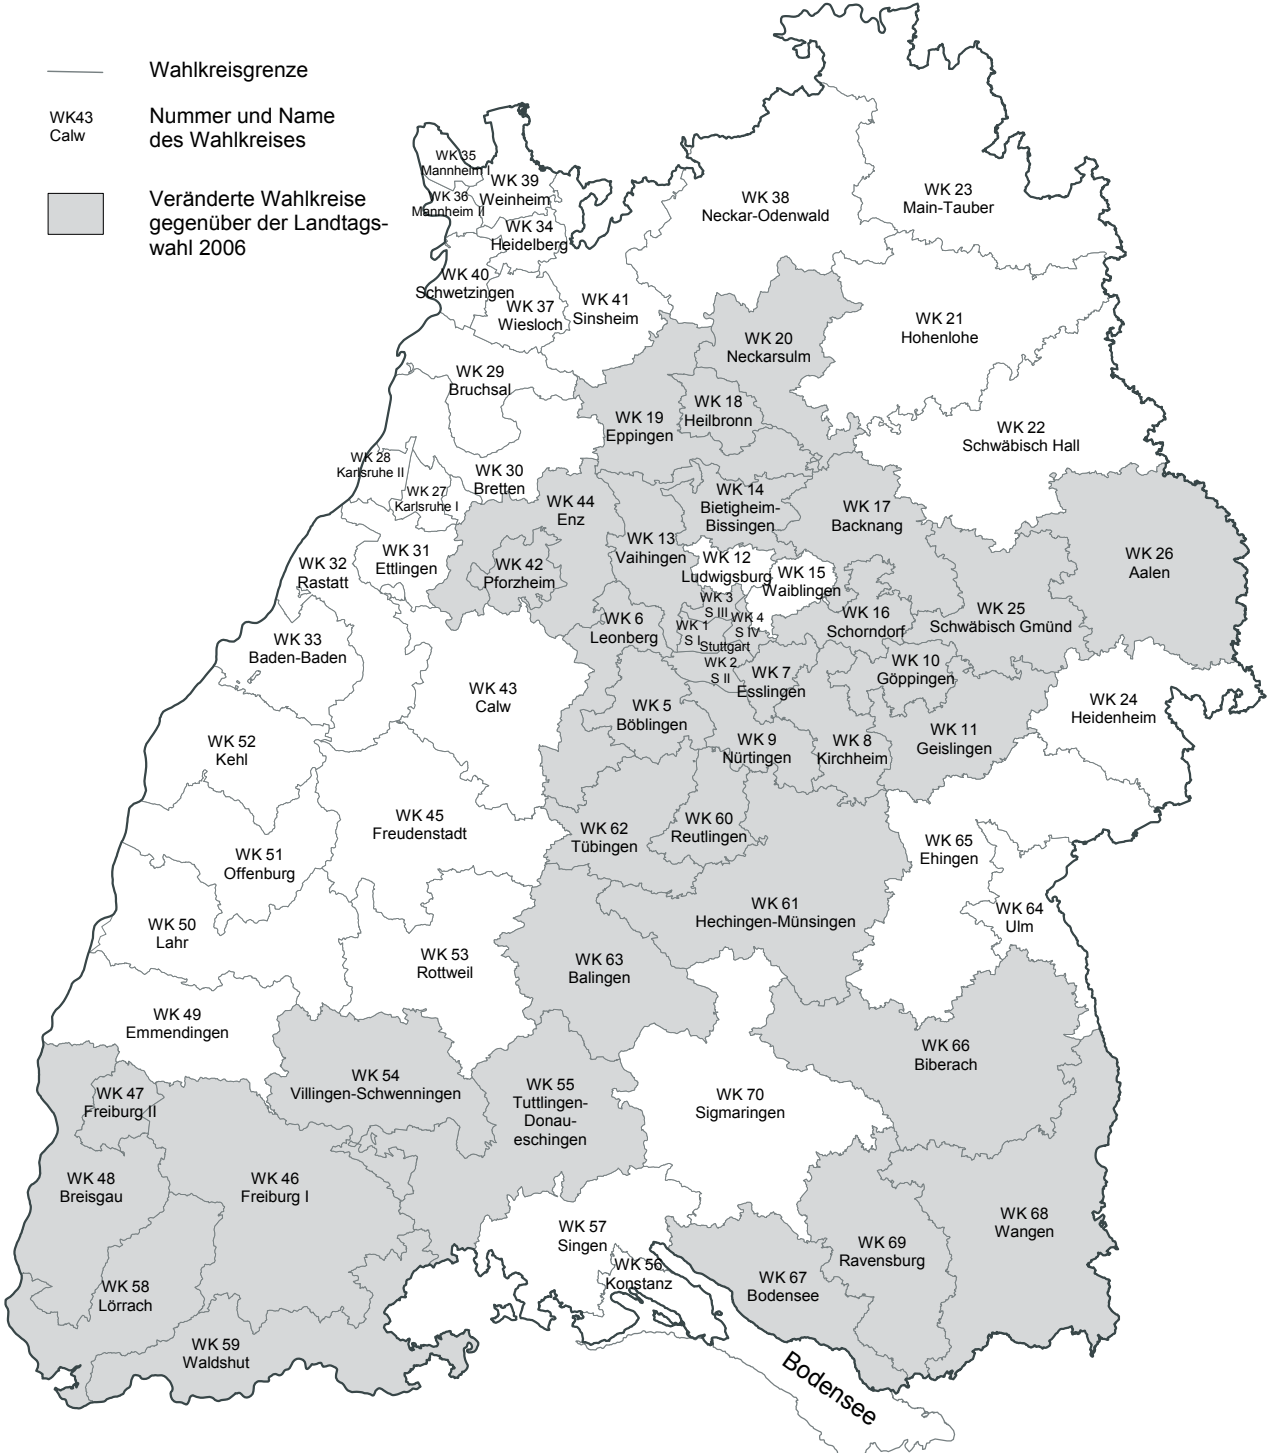 Wahlkreisgrenze
WK43
Calw
Nummer und Name
des Wahlkreises
Veränderte Wahlkreise
gegenüber der Landtags-
wahl 2006
WK 35
Mannheim I
WK 39
Weinheim
WK 36
Mannheim II
WK 34
Heidelberg
WK 38
Neckar-Odenwald
WK 23
Main-Tauber
WK 40
Schwetzingen
WK 37
Wiesloch
WK 41
Sinsheim
WK 21
Hohenlohe
WK 20
Neckarsulm
WK 29
Bruchsal
WK 19
Eppingen
WK 18
Heilbronn
WK 22
Schwäbisch Hall
WK 28
Karlsruhe II
WK 27
Karlsruhe I
WK 30
Bretten
WK 44
Enz
WK 14
Bietigheim-
Bissingen
WK 17
Backnang
WK 26
Aalen
WK 32
Rastatt
WK 31
Ettlingen
WK 42
Pforzheim
WK 13
Vaihingen
WK 12
Ludwigsburg
WK 15
Waiblingen
WK 3
S III
WK 4
S IV
WK 1
S I
Stuttgart
WK 2
S II
WK 6
Leonberg
WK 16
Schorndorf
WK 25
Schwäbisch Gmünd
WK 33
Baden-Baden
WK 43
Calw
WK 5
Böblingen
WK 7
Esslingen
WK 10
Göppingen
WK 24
Heidenheim
WK 52
Kehl
WK 9
Nürtingen
WK 8
Kirchheim
WK 11
Geislingen
WK 45
Freudenstadt
WK 62
Tübingen
WK 60
Reutlingen
WK 65
Ehingen
WK 51
Offenburg
WK 50
Lahr
WK 53
Rottweil
WK 61
Hechingen-Münsingen
WK 64
Ulm
WK 63
Balingen
WK 49
Emmendingen
WK 66
Biberach
WK 47
Freiburg II
WK 54
Villingen-Schwenningen
WK 55
Tuttlingen-
Donau-
eschingen
WK 70
Sigmaringen
WK 48
Breisgau
WK 46
Freiburg I
WK 57
Singen
WK 56
Konstanz
WK 68
Wangen
WK 69
Ravensburg
WK 67
Bodensee
WK 58
Lörrach
WK 59
Waldshut
Bodensee